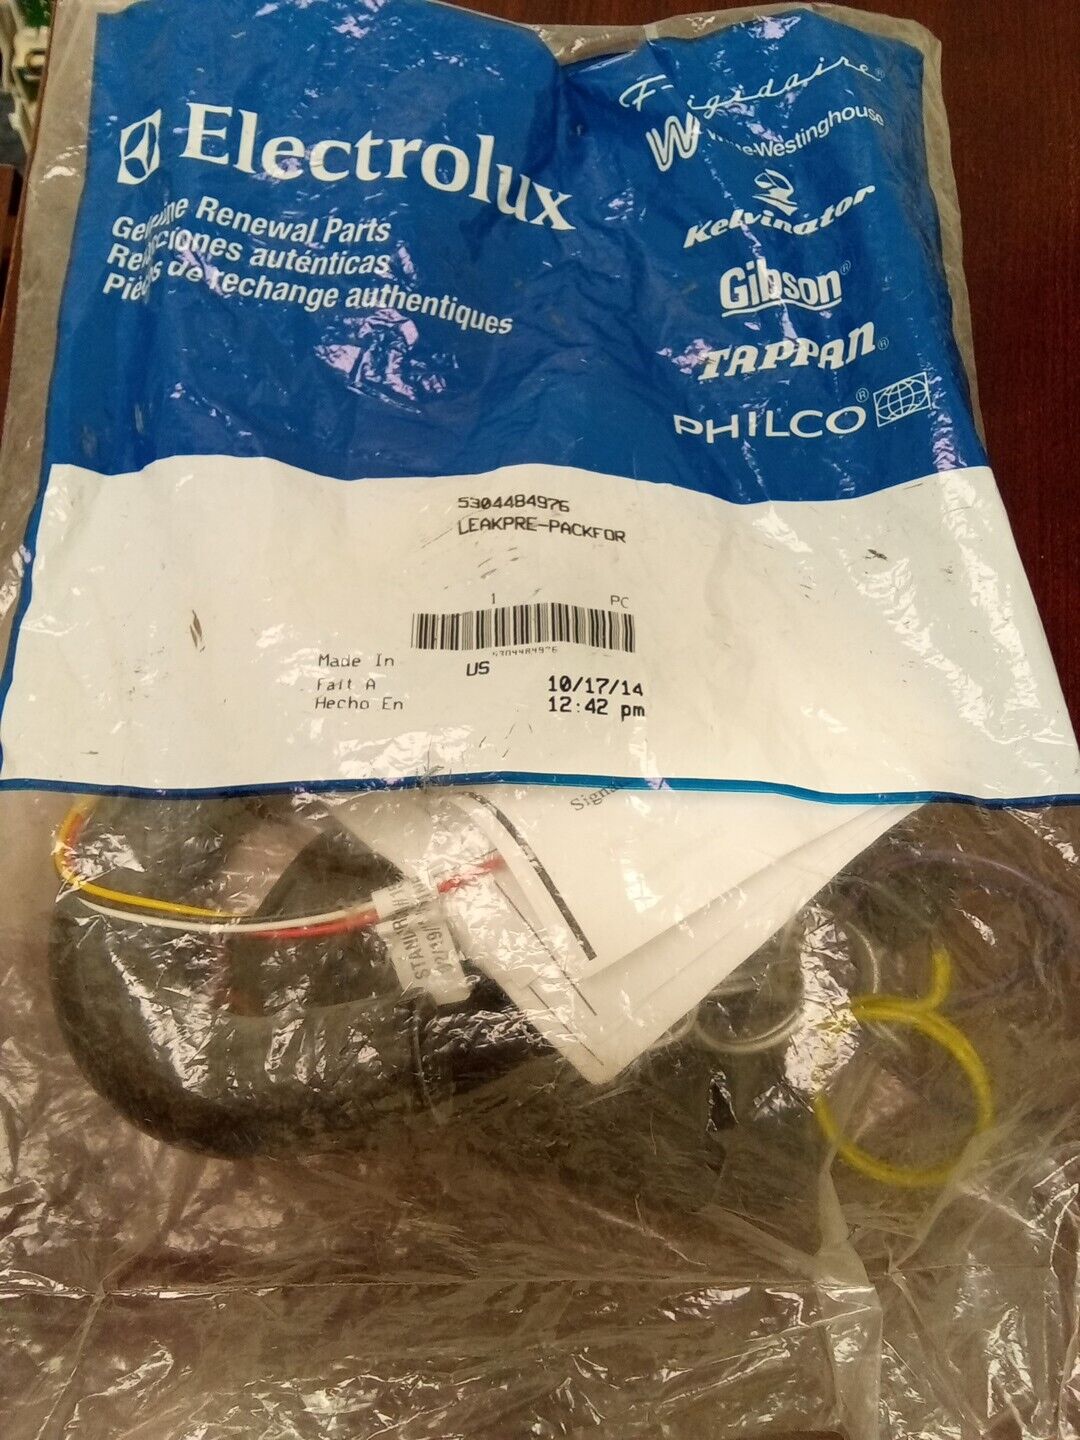 Electrolux
Genuine Renewal Parts
Refacciones auténticas
Pièces de rechange authentiques
Frigidaire®
White-Westinghouse
Kelvinator
Gibson®
TAPPAN®
PHILCO®
5304484976
LEAKPRE-PACKFOR
1 PC
5304484976
Made In US
Fait A
Hecho En
10/17/14
12:42 pm